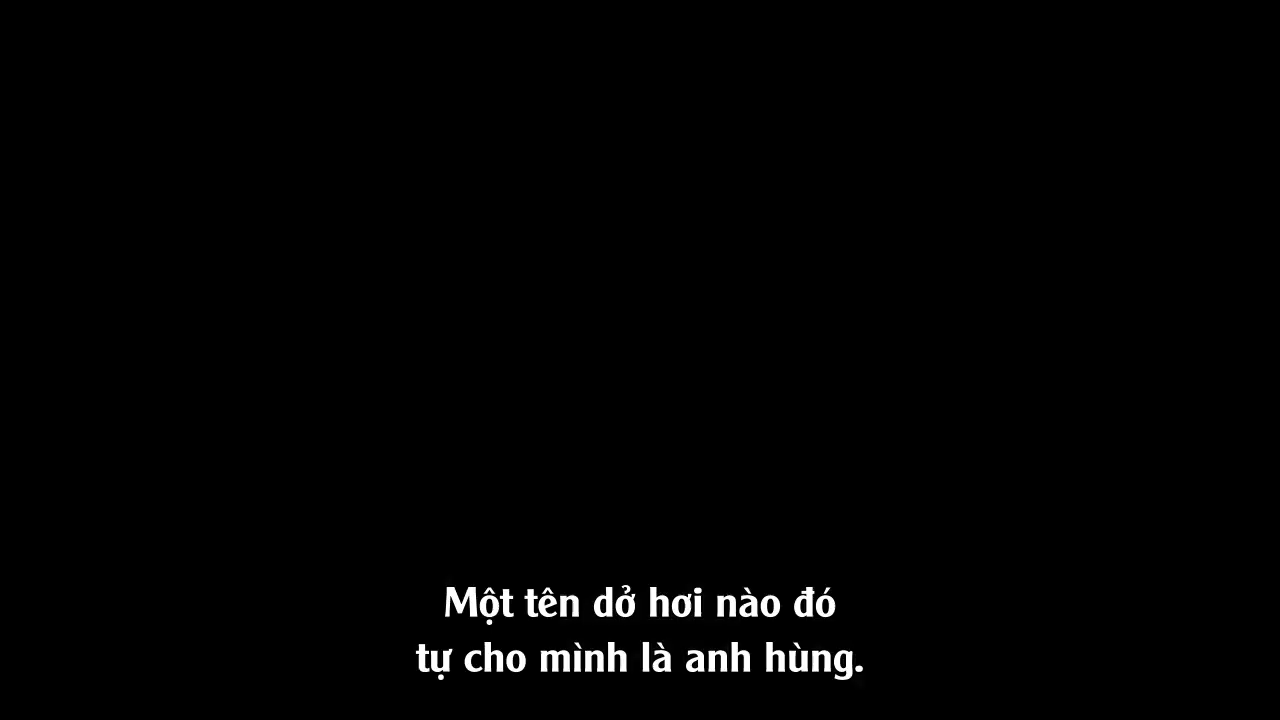 Một tên dở hơi nào đó
tự cho mình là anh hùng.